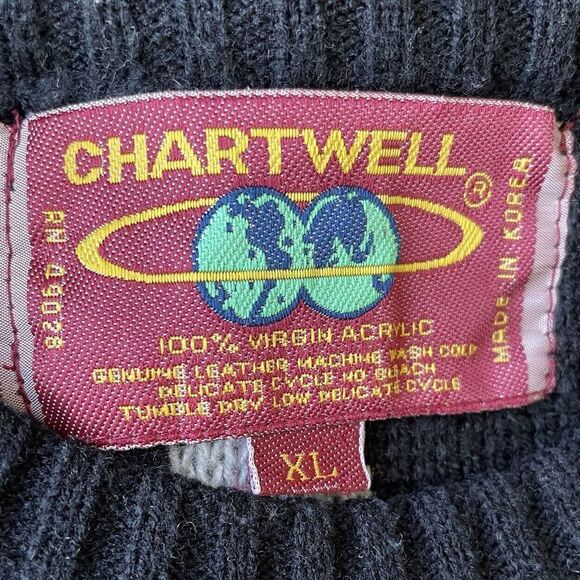 CHARTWELL
®
RN 09028
MADE IN KOREA
100% VIRGIN ACRYLIC
GENUINE LEATHER MACHINE WASH COLD
DELICATE CYCLE NO BLEACH
TUMBLE DRY LOW DELICATE CYCLE
XL